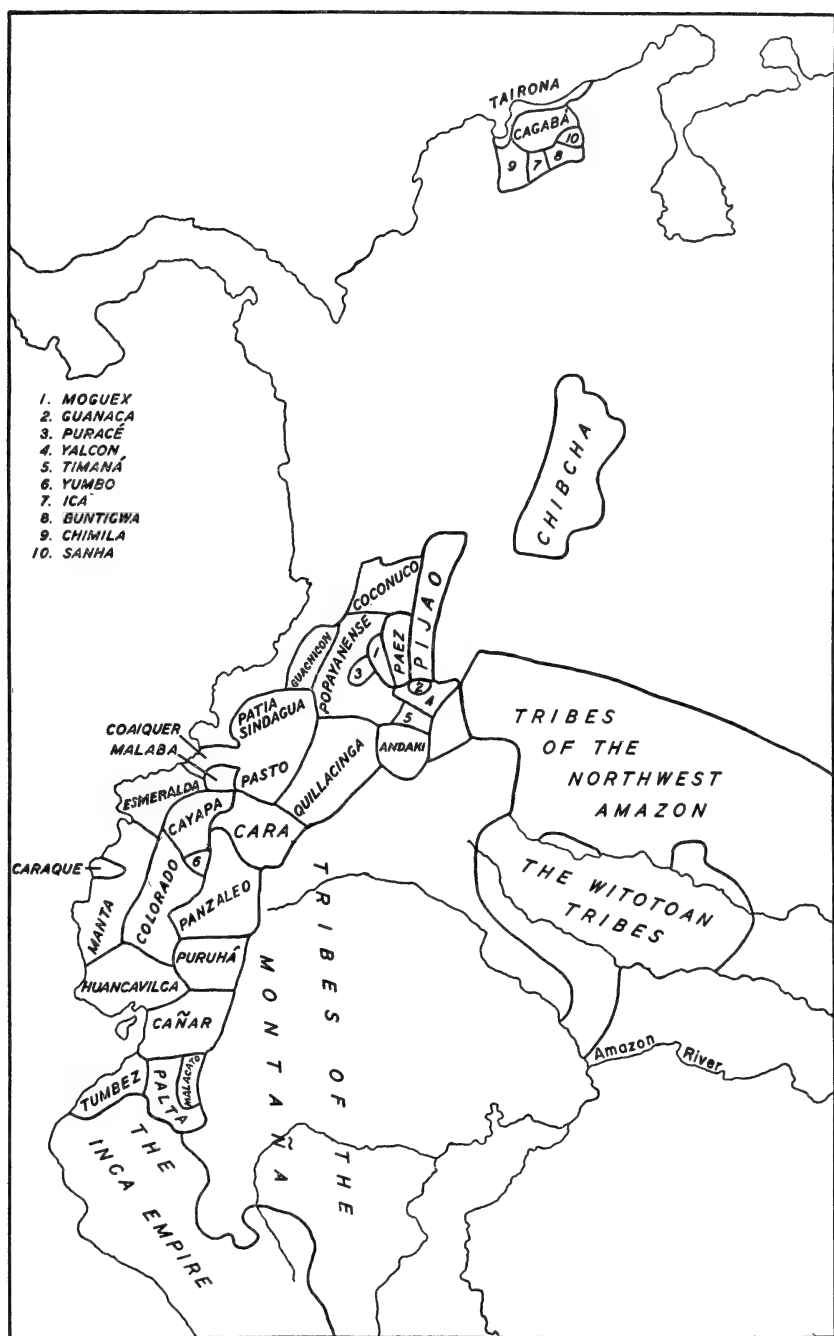 TAIRONA
CAGABÁ
10
9
7
8
1. MOGUEX
2. GUANACA
3. PURACÉ
4. YALCON
5. TIMANÁ
6. YUMBO
7. ICA
8. BUNTIGWA
9. CHIMILA
10. SANHA
CHIBCHA
COCONUCO
PIJAO
GUACHICON
POPAYANENSE
PAEZ
1
3
2
4
5
PATIA
SINDAGUA
COAIQUER
MALABA
ANDAKI
PASTO
QUILLACINGA
TRIBES
OF THE
NORTHWEST
AMAZON
ESMERALDA
CAYAPA
CARA
CARAQUE
6
COLORADO
MANTA
PANZALEO
THE WITOTOAN
TRIBES
PURUHÁ
HUANCAVILCA
CAÑAR
TRIBES OF THE
MONTAÑA
Amazon River
TUMBEZ
PALTA
MALACATO
THE
INCA EMPIRE